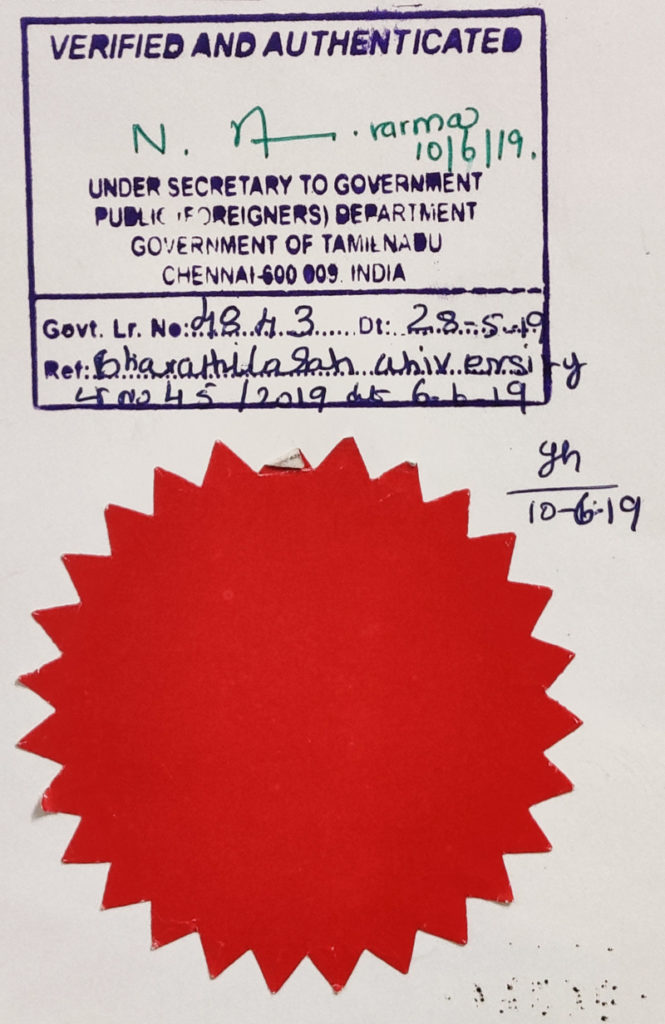 VERIFIED AND AUTHENTICATED
N.
10/6/19.
UNDER SECRETARY TO GOVERNMENT
PUBLIC (FOREIGNERS) DEPARTMENT
GOVERNMENT OF TAMILNADU
CHENNAI-600 009. INDIA
Govt. Lr. No: 4843 Dt: 28-5-19
Ref: Bharathidasan University
Lr no 45 /2019 dt 6-6-19
10-6-19